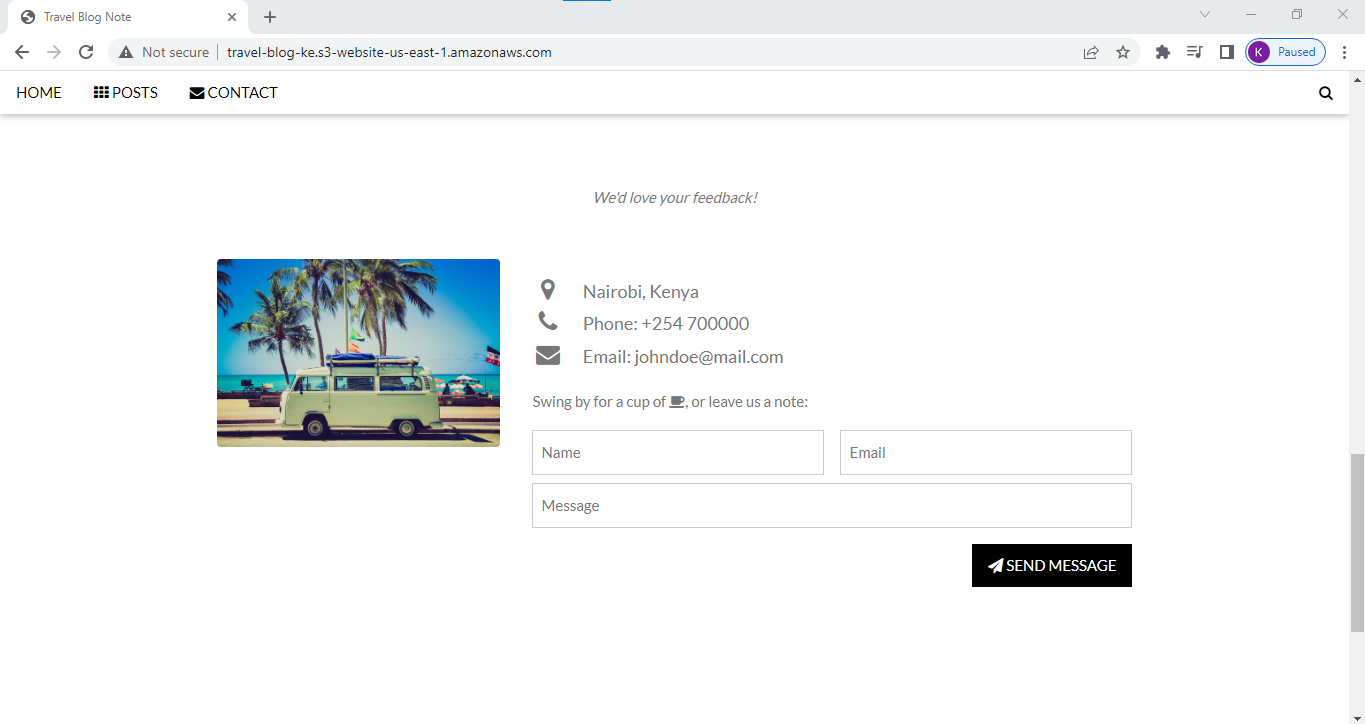 Travel Blog Note
Not secure travel-blog-ke.s3-website-us-east-1.amazonaws.com K Paused
HOME POSTS CONTACT
We'd love your feedback!
Nairobi, Kenya
Phone: +254 700000
Email: johndoe@mail.com
Swing by for a cup of , or leave us a note:
Name Email
Message
SEND MESSAGE